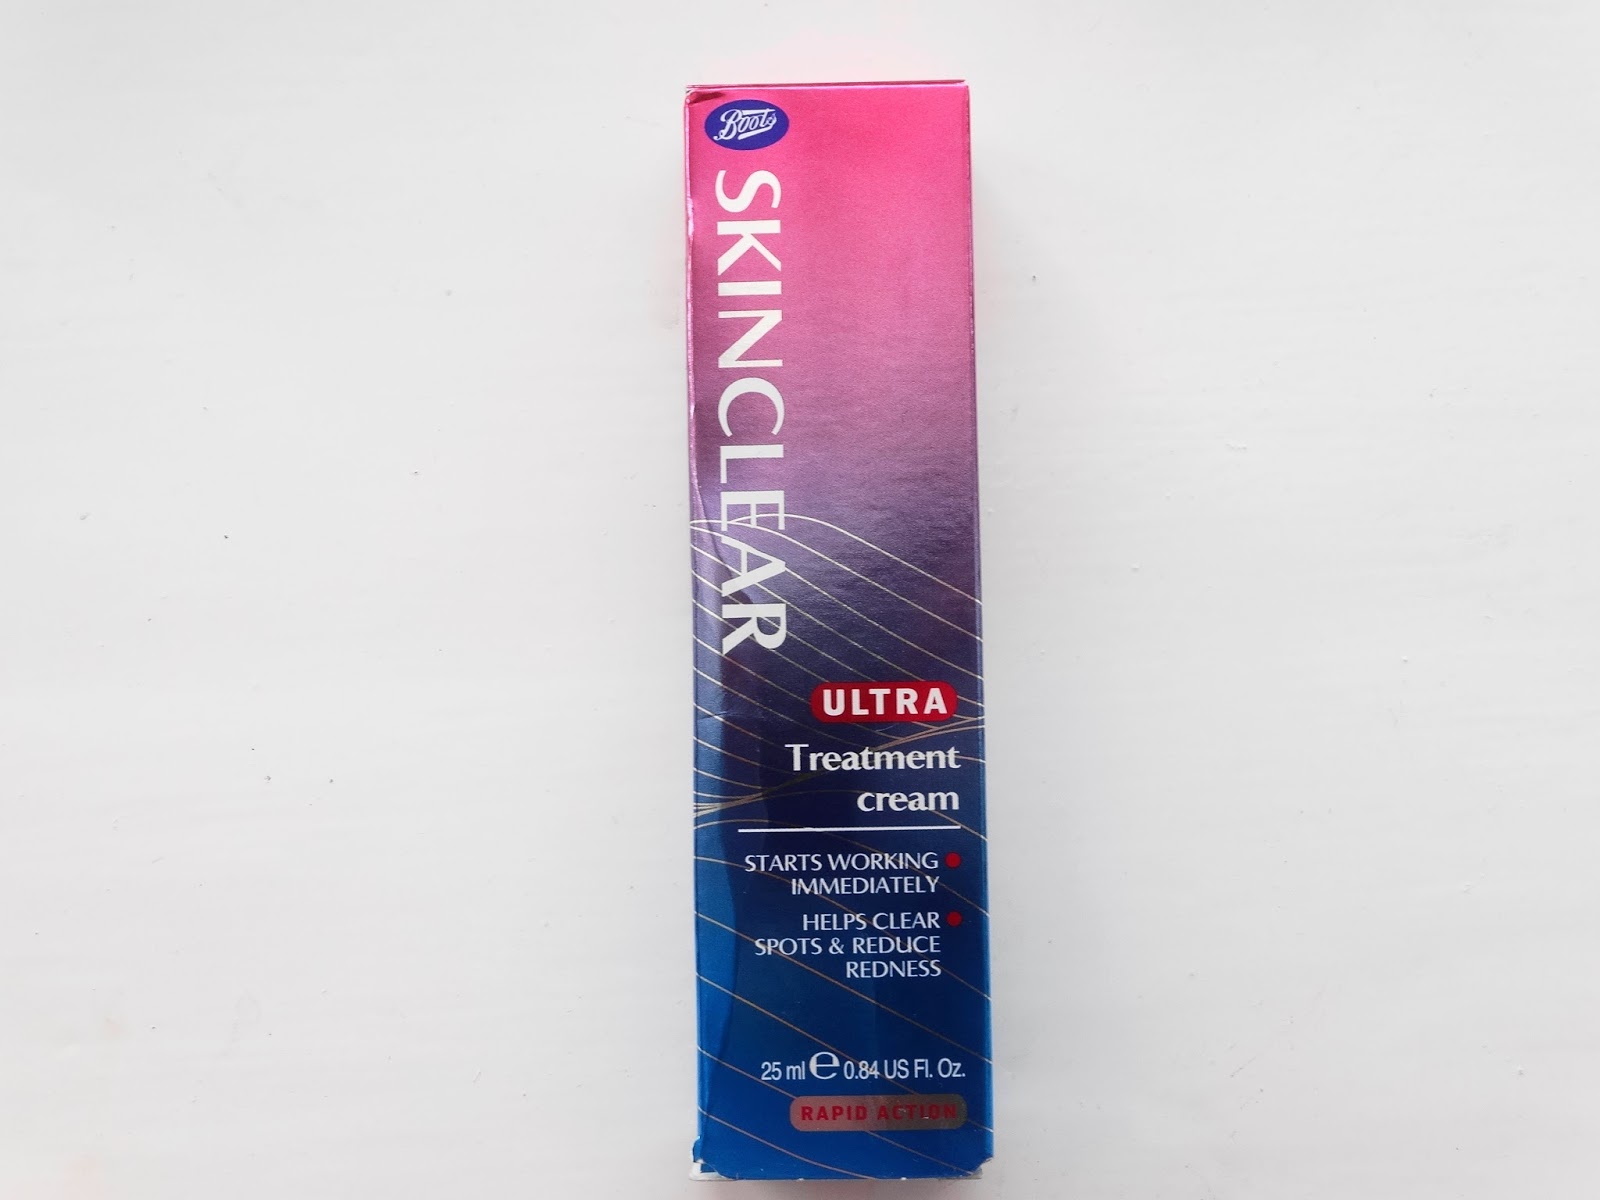 Boots
SKINCLEAR
ULTRA
Treatment
cream
STARTS WORKING
IMMEDIATELY
HELPS CLEAR
SPOTS & REDUCE
REDNESS
25 ml ℮ 0.84 US Fl. Oz.
RAPID ACTION